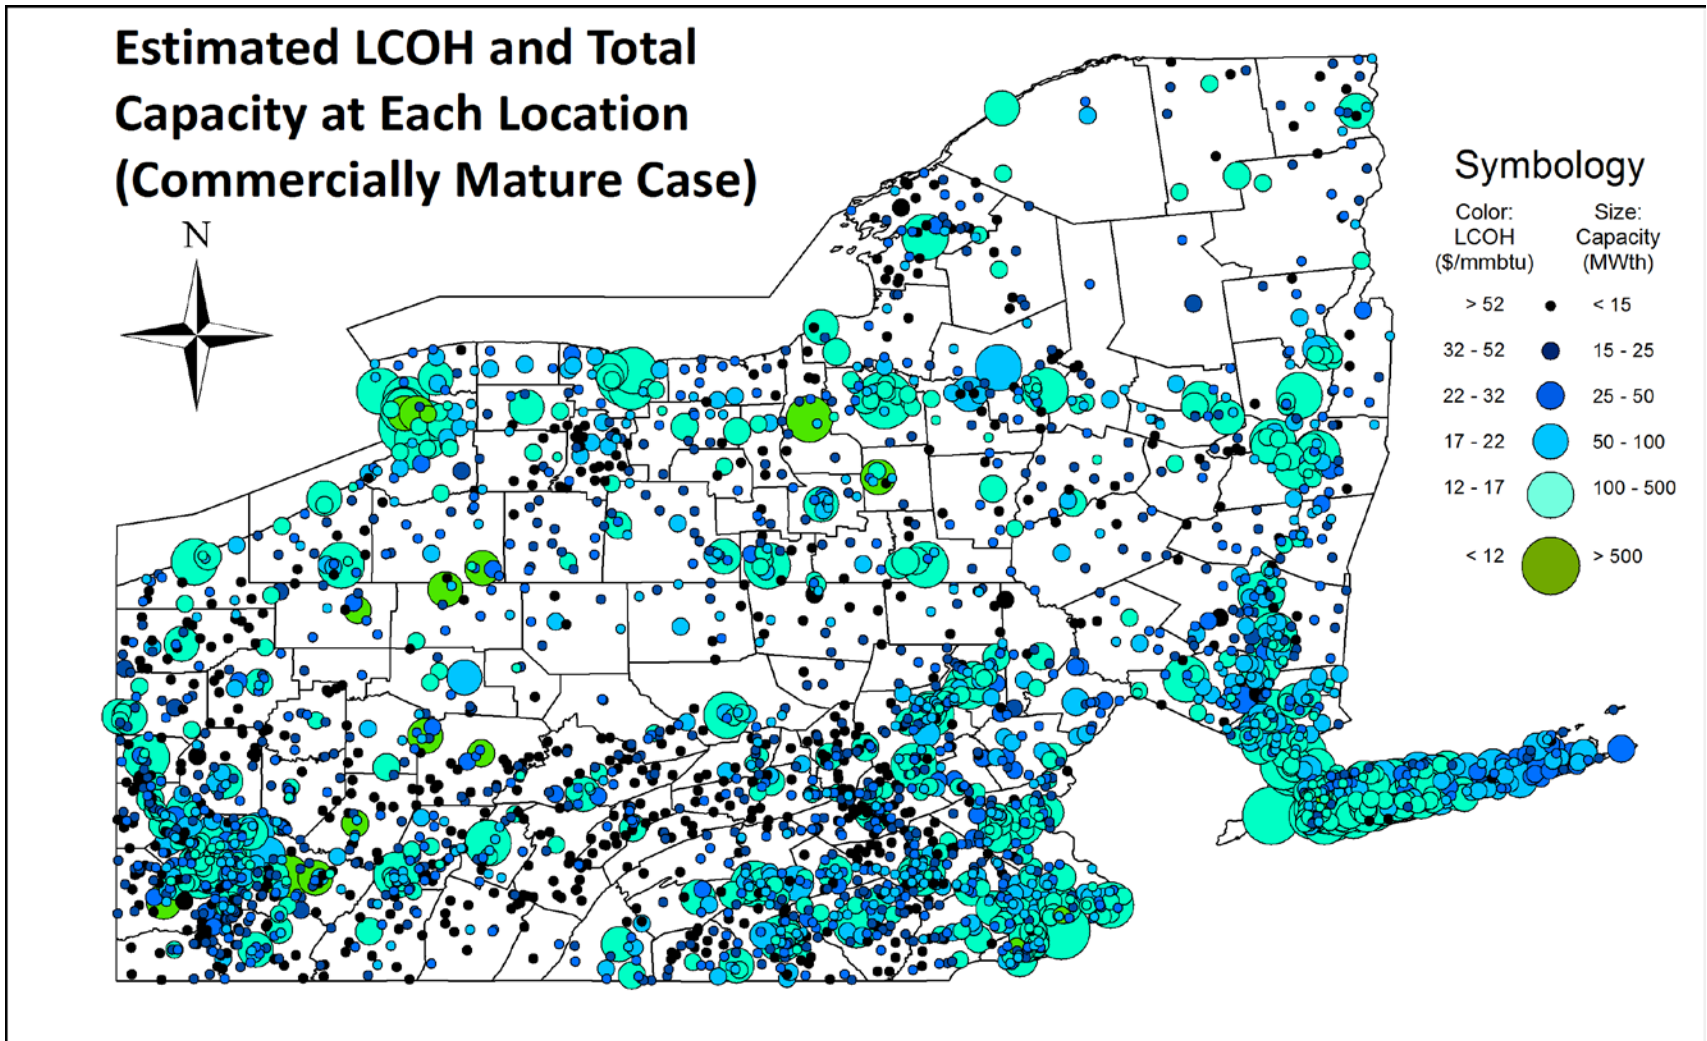 Estimated LCOH and Total
Capacity at Each Location
(Commercially Mature Case)
N
Symbology
Color: Size:
LCOH Capacity
($/mmbtu) (MWth)
> 52 < 15
32 - 52 15 - 25
22 - 32 25 - 50
17 - 22 50 - 100
12 - 17 100 - 500
< 12 > 500